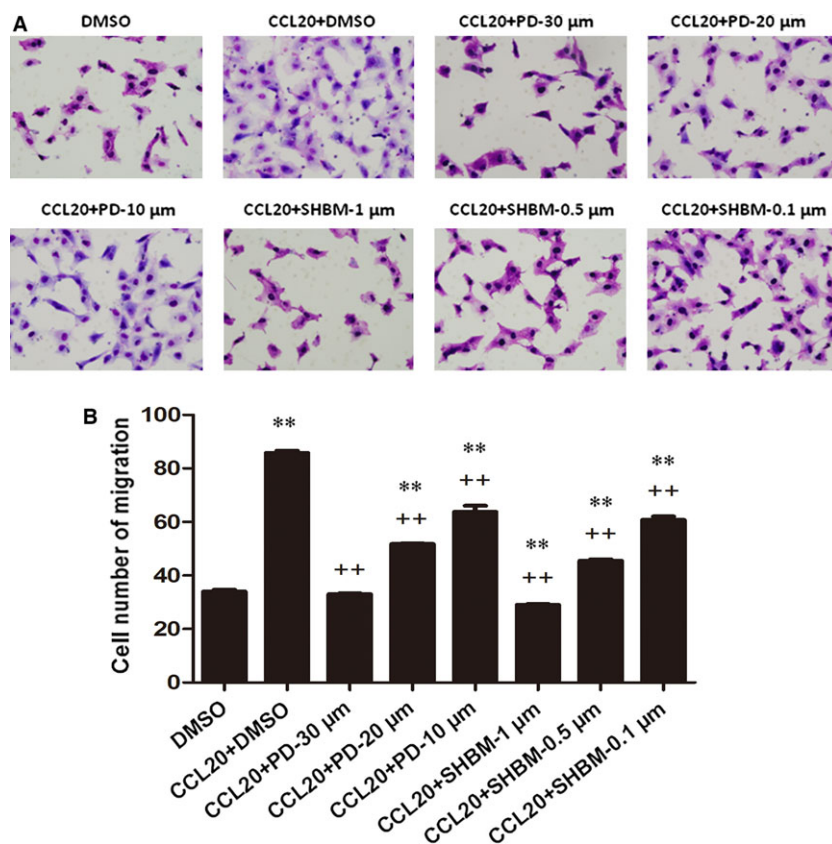 A
DMSO
CCL20+DMSO
CCL20+PD-30 μm
CCL20+PD-20 μm
CCL20+PD-10 μm
CCL20+SHBM-1 μm
CCL20+SHBM-0.5 μm
CCL20+SHBM-0.1 μm
B
Cell number of migration
100
80
60
40
20
0
**
++
**
++
**
++
**
++
**
++
**
++
**
++
DMSO
CCL20+DMSO
CCL20+PD-30 μm
CCL20+PD-20 μm
CCL20+PD-10 μm
CCL20+SHBM-1 μm
CCL20+SHBM-0.5 μm
CCL20+SHBM-0.1 μm